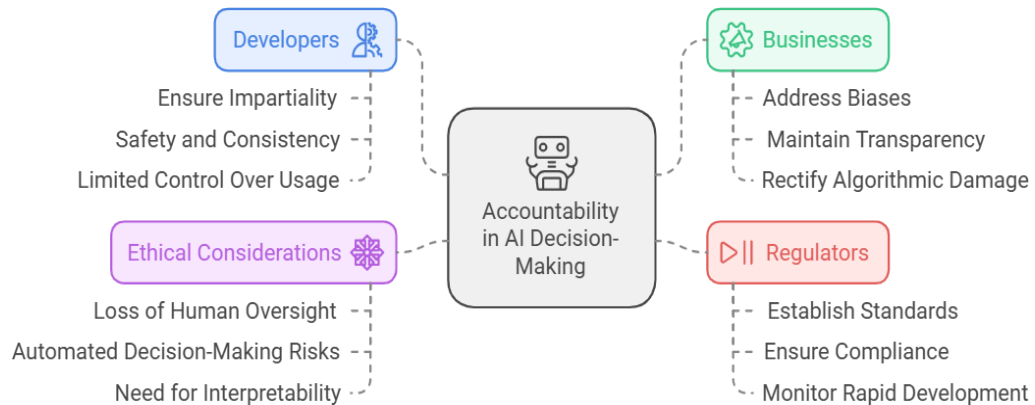 Developers
Ensure Impartiality
Safety and Consistency
Limited Control Over Usage
Ethical Considerations
Loss of Human Oversight
Automated Decision-Making Risks
Need for Interpretability
Accountability
in AI Decision-
Making
Businesses
Address Biases
Maintain Transparency
Rectify Algorithmic Damage
Regulators
Establish Standards
Ensure Compliance
Monitor Rapid Development